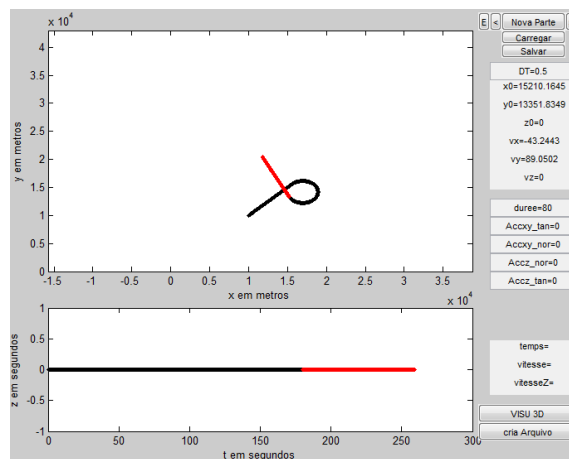 x 10⁴
4
3.5
3
2.5
2
1.5
1
0.5
0
y em metros
-1.5 -1 -0.5 0 0.5 1 1.5 2 2.5 3 3.5
x em metros
x 10⁴
1
0.5
0
-0.5
-1
z em segundos
0 50 100 150 200 250 300
t em segundos
E < Nova Parte
Carregar
Salvar
DT=0.5
x0=15210.1645
y0=13351.8349
z0=0
vx=-43.2443
vy=89.0502
vz=0
duree=80
Accxy_tan=0
Accxy_nor=0
Accz_nor=0
Accz_tan=0
temps=
vitesse=
vitesseZ=
VISU 3D
cria Arquivo